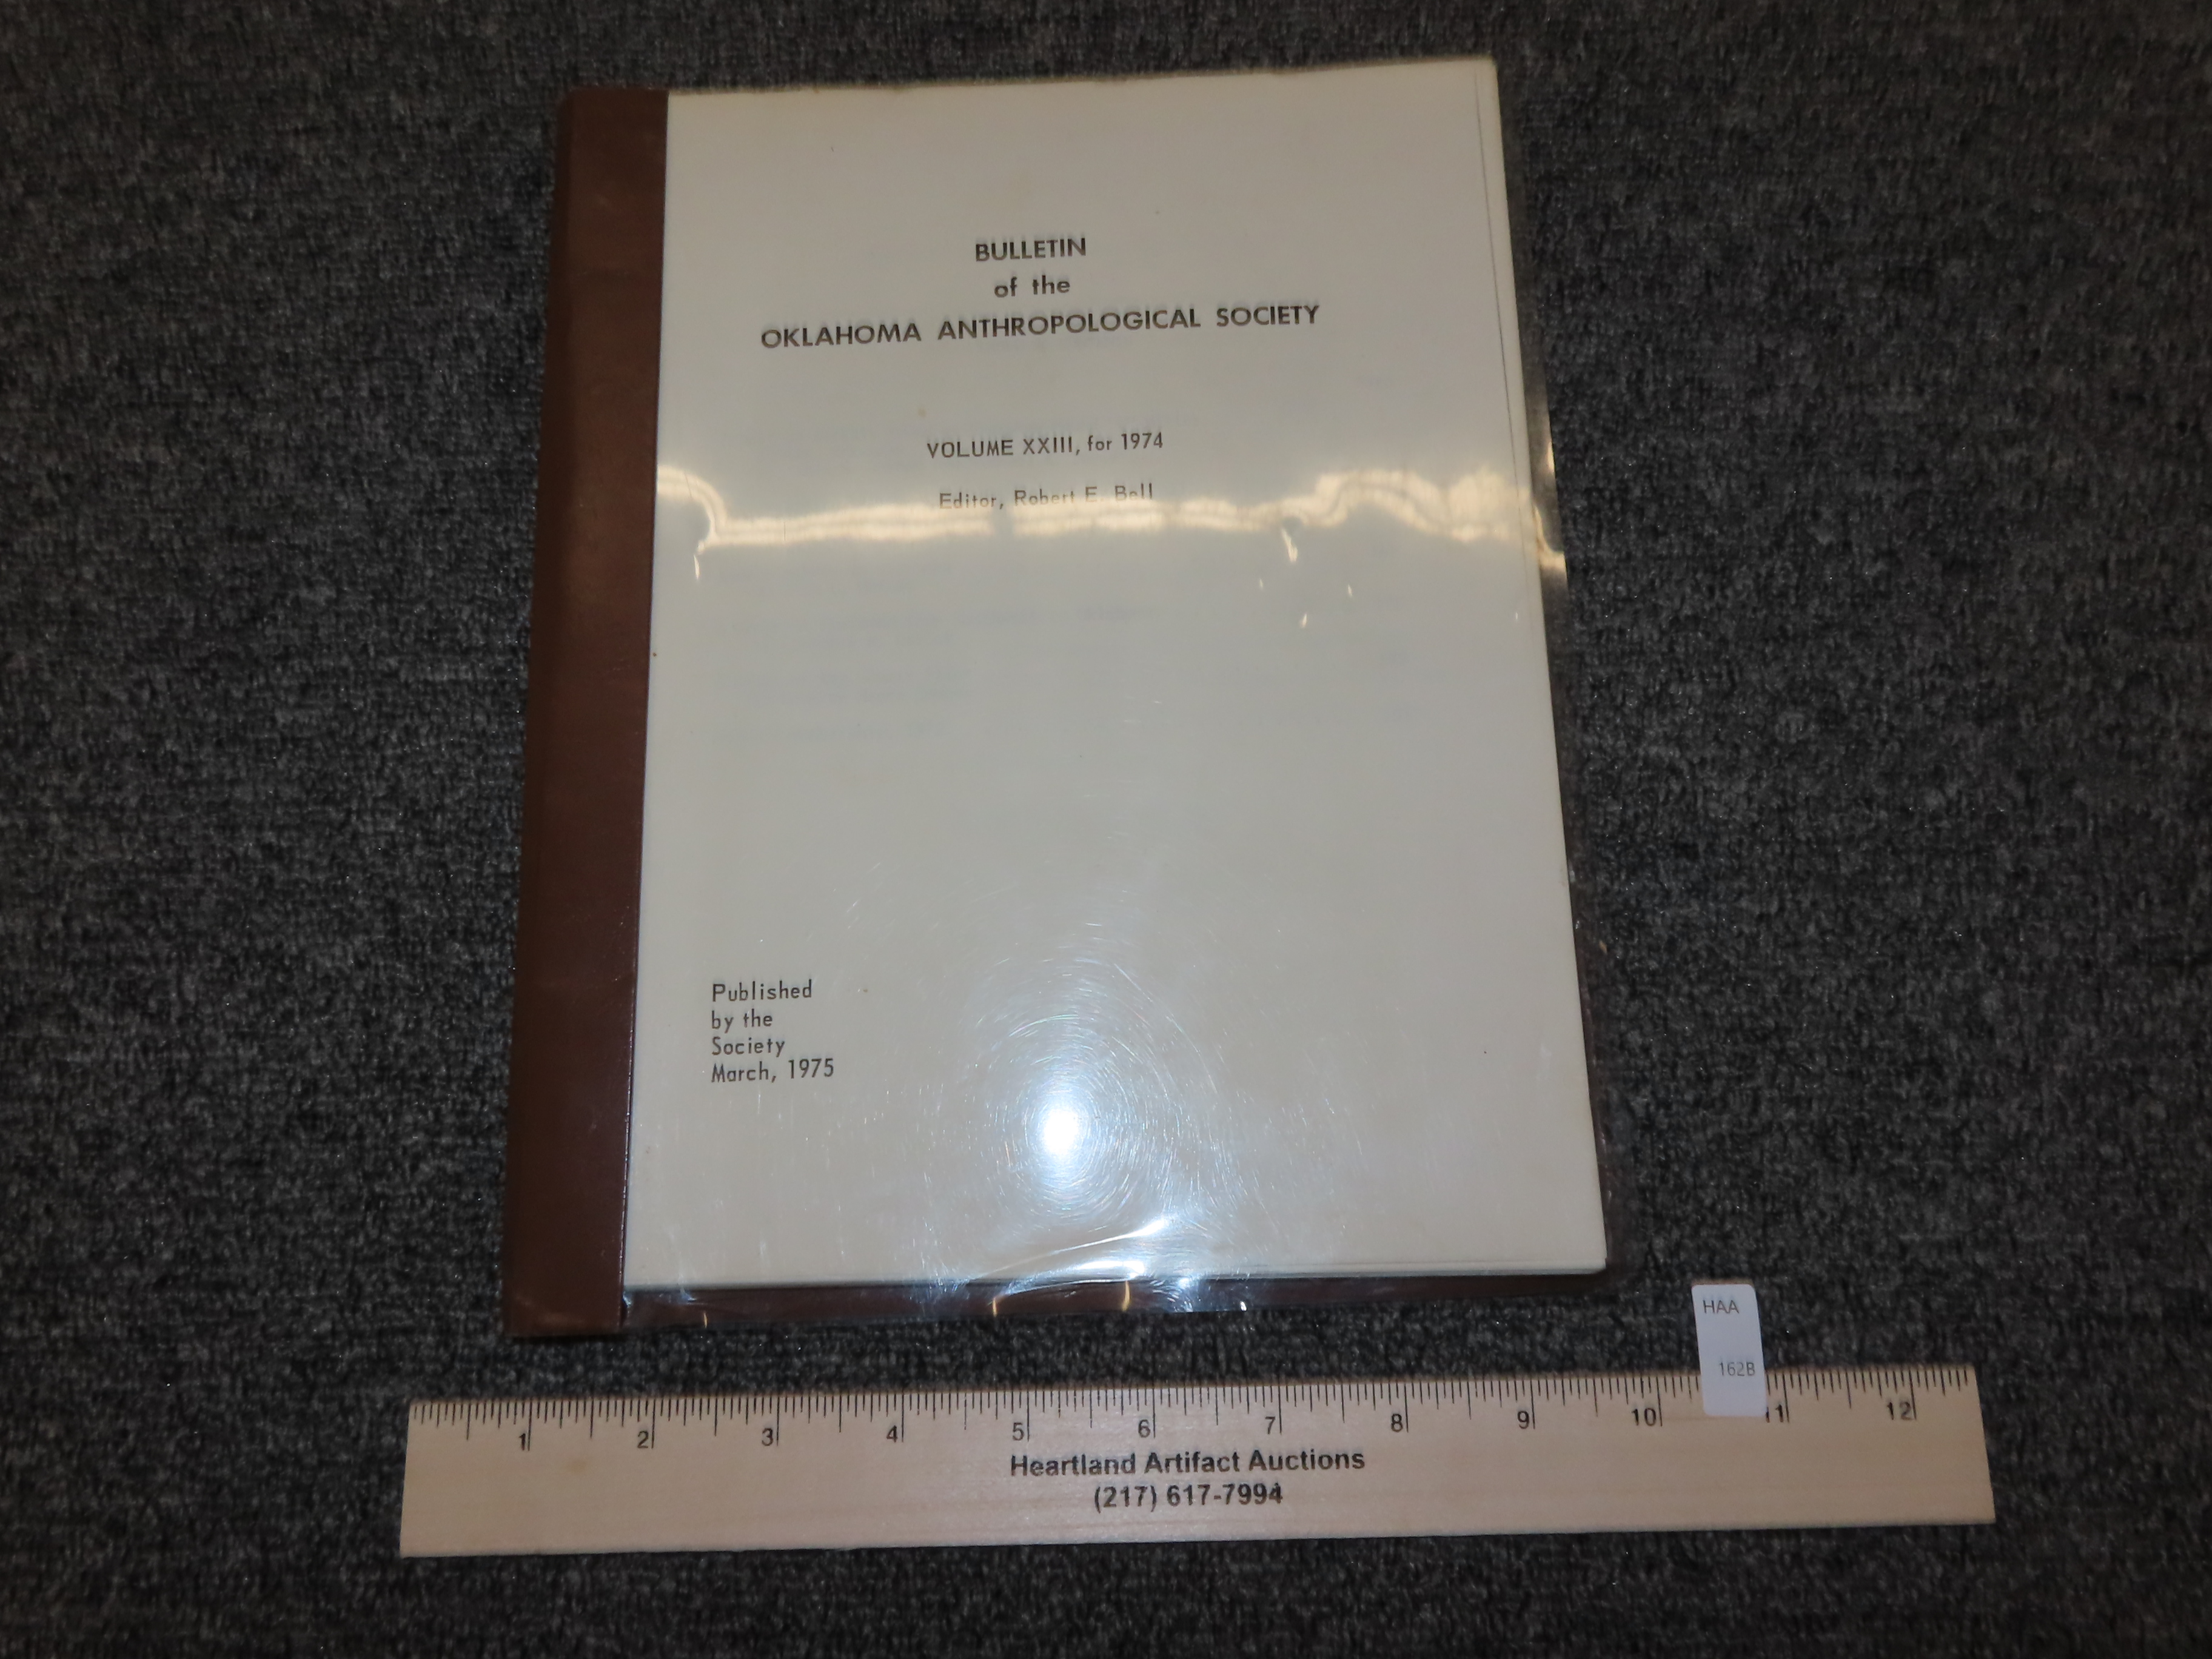 BULLETIN
of the
OKLAHOMA ANTHROPOLOGICAL SOCIETY
VOLUME XXIII, for 1974
Editor, Robert E. Bell
Published
by the
Society
March, 1975
HAA
162B
1 2 3 4 5 6 7 8 9 10 11 12
Heartland Artifact Auctions
(217) 617-7994